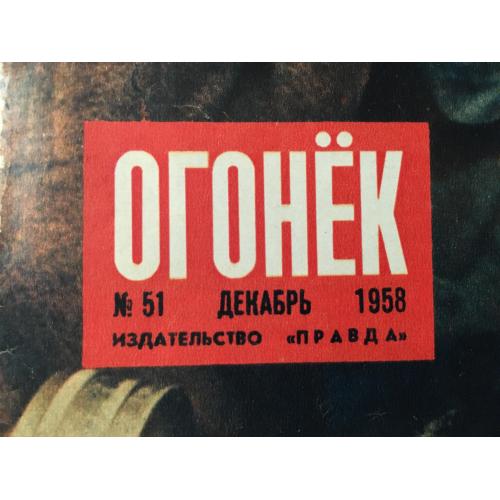 ОГОНЁК
№ 51 ДЕКАБРЬ 1958
ИЗДАТЕЛЬСТВО «ПРАВДА»